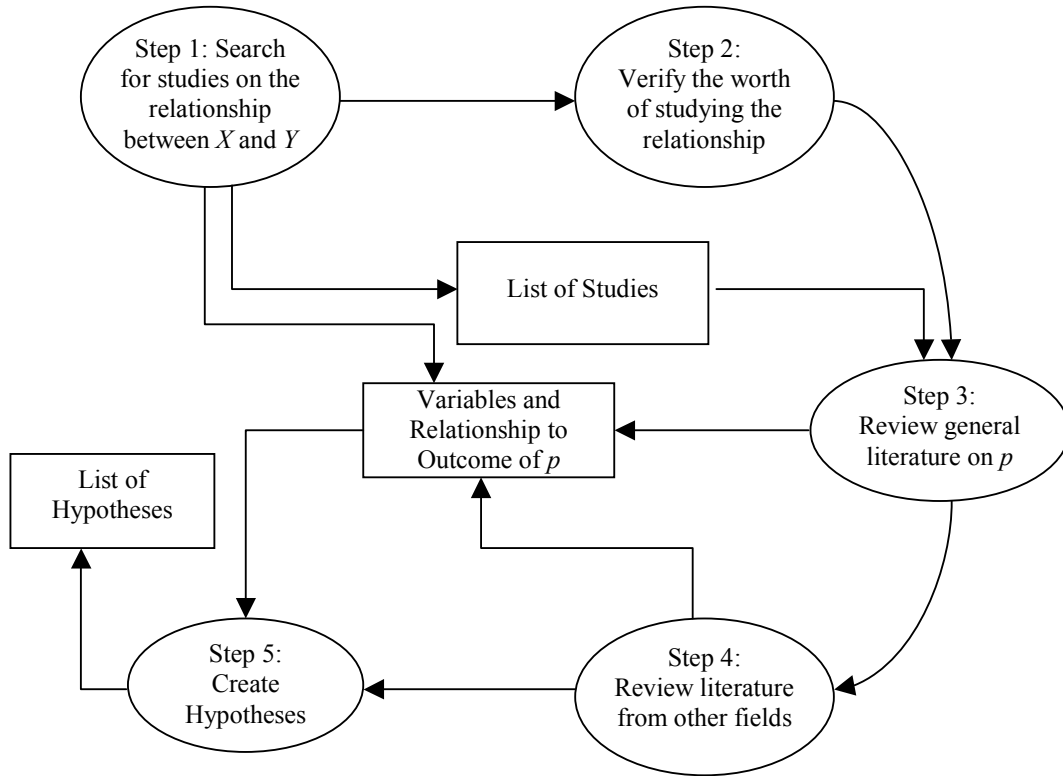 Step 1: Search
for studies on the
relationship
between X and Y
Step 2:
Verify the worth
of studying the
relationship
List of Studies
Variables and
Relationship to
Outcome of p
Step 3:
Review general
literature on p
List of
Hypotheses
Step 5:
Create
Hypotheses
Step 4:
Review literature
from other fields